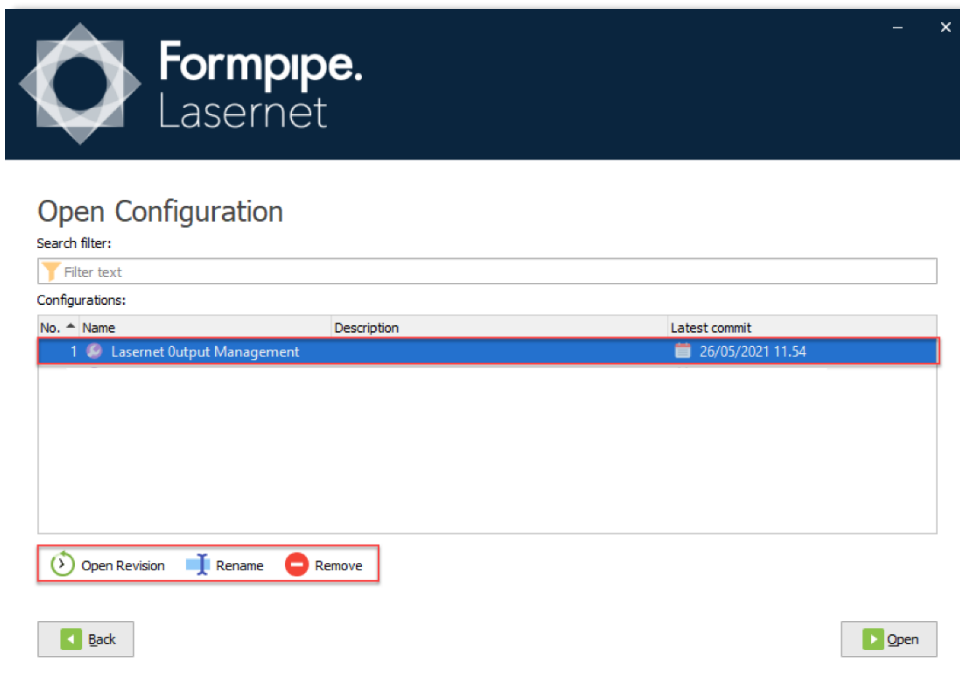 Formpipe.
Lasernet
Open Configuration
Search filter:
Filter text
Configurations:
No. Name Description Latest commit
1 Lasernet 0utput Management 26/05/2021 11.54
Open Revision Rename Remove
Back Open